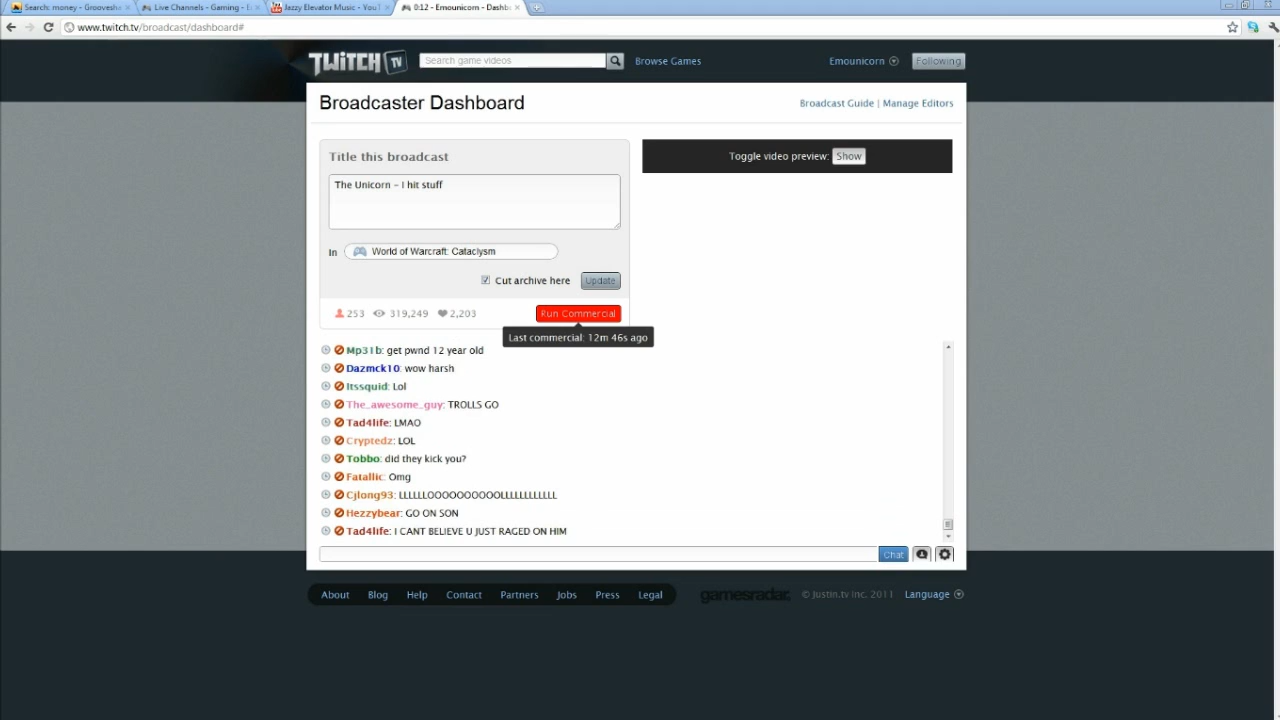 Search: money - Groovesha
Live Channels - Gaming - E
Jazzy Elevator Music - You
0:12 - Emounicorn - Dashb
www.twitch.tv/broadcast/dashboard#
TWiTCH TV
Search game videos
Browse Games
Emounicorn
Following
Broadcaster Dashboard
Broadcast Guide | Manage Editors
Title this broadcast
Toggle video preview: Show
The Unicorn - I hit stuff
In World of Warcraft: Cataclysm
Cut archive here Update
253 319,249 2,203 Run Commercial
Last commercial: 12m 46s ago
Mp31b: get pwnd 12 year old
Dazmck10: wow harsh
Itssquid: Lol
The_awesome_guy: TROLLS GO
Tad4life: LMAO
Cryptedz: LOL
Tobbo: did they kick you?
Fatallic: Omg
Cjlong93: LLLLLLOOOOOOOOOOLLLLLLLLLLLL
Hezzybear: GO ON SON
Tad4life: I CANT BELIEVE U JUST RAGED ON HIM
Chat
About Blog Help Contact Partners Jobs Press Legal
gamesradar. © Justin.tv Inc. 2011 Language